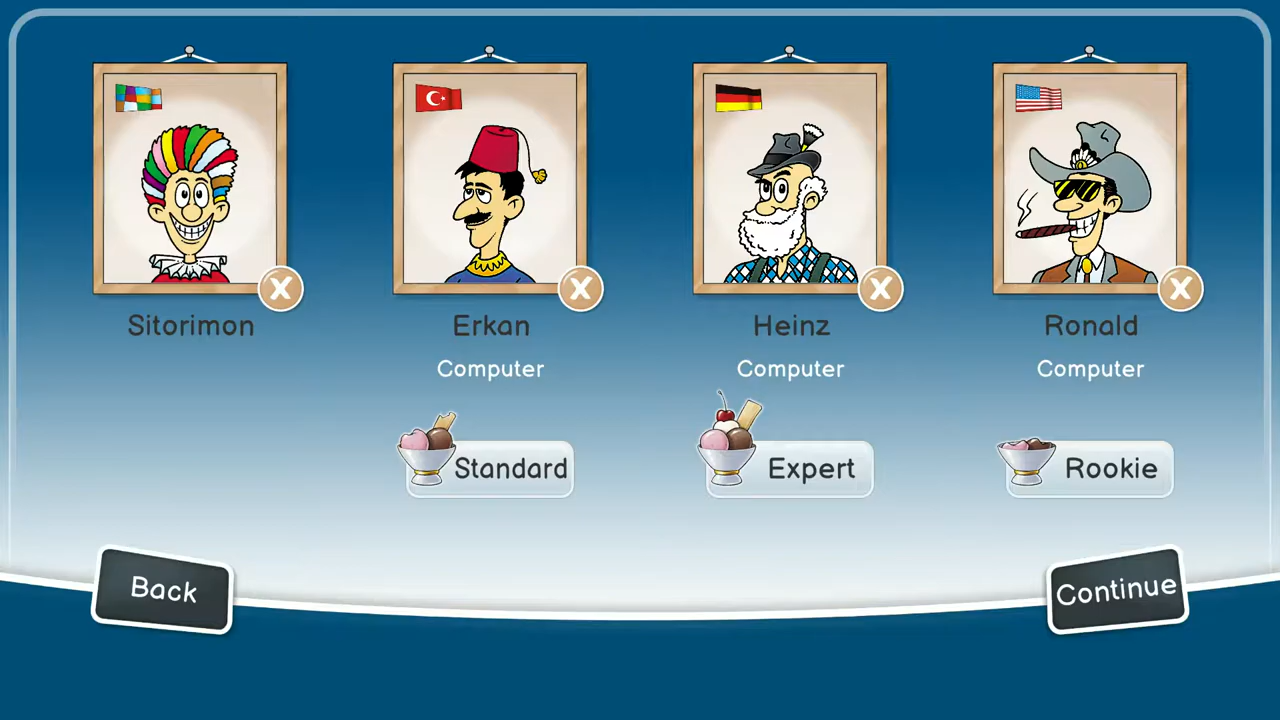 X
X
X
X
Sitorimon
Erkan
Heinz
Ronald
Computer
Computer
Computer
Standard
Expert
Rookie
Back
Continue